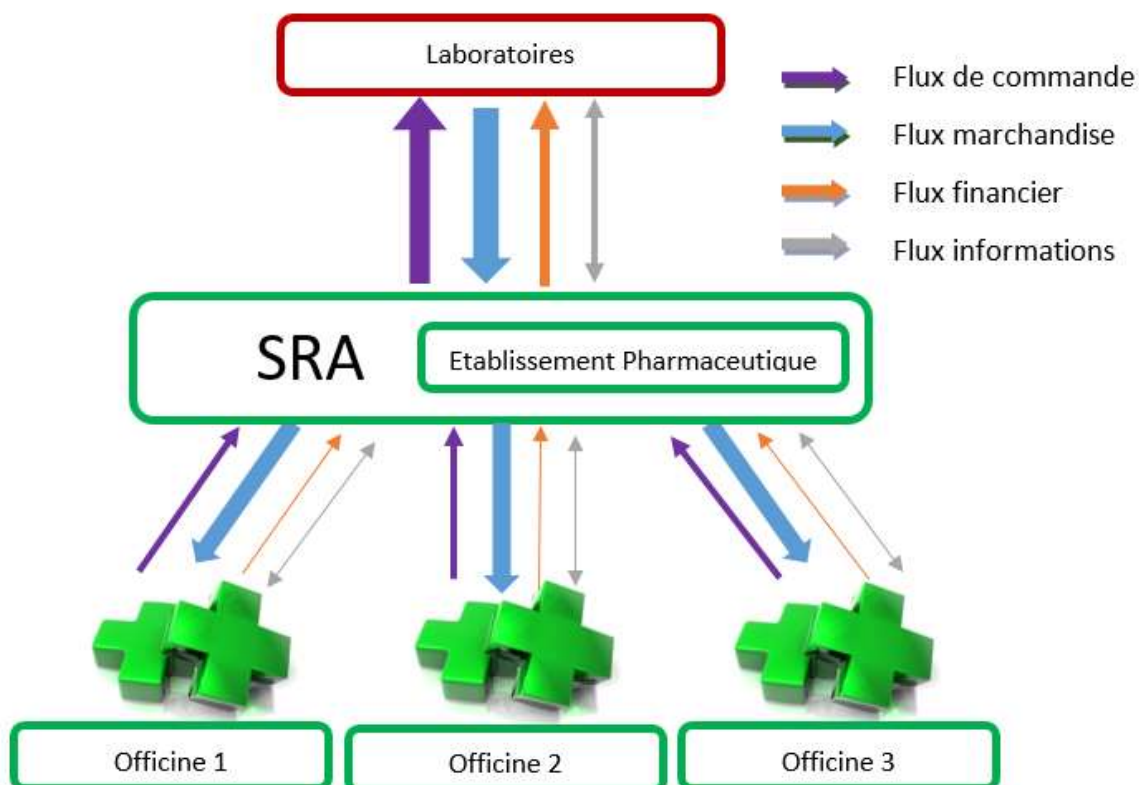 Laboratoires
Flux de commande
Flux marchandise
Flux financier
Flux informations
SRA
Etablissement Pharmaceutique
Officine 1
Officine 2
Officine 3